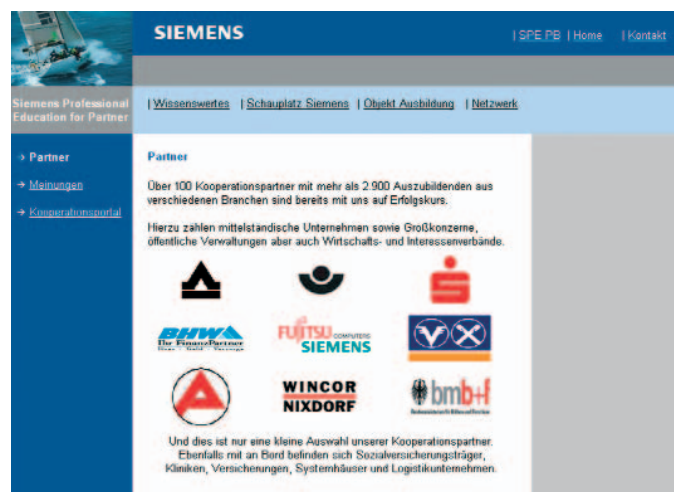 SIEMENS
| SPE PB | Home | Kontakt
Siemens Professional
Education for Partner
| Wissenswertes | Schauplatz Siemens | Objekt Ausbildung | Netzwerk
→ Partner
→ Meinungen
→ Kooperationsportal
Partner
Über 100 Kooperationspartner mit mehr als 2.900 Auszubildenden aus
verschiedenen Branchen sind bereits mit uns auf Erfolgskurs.
Hierzu zählen mittelständische Unternehmen sowie Großkonzerne,
öffentliche Verwaltungen aber auch Wirtschafts- und Interessenverbände.
BHW
Ihr FinanzPartner
FUJITSU COMPUTERS
SIEMENS
WINCOR
NIXDORF
bmb+f
Und dies ist nur eine kleine Auswahl unserer Kooperationspartner.
Ebenfalls mit an Bord befinden sich Sozialversicherungsträger,
Kliniken, Versicherungen, Systemhäuser und Logistikunternehmen.